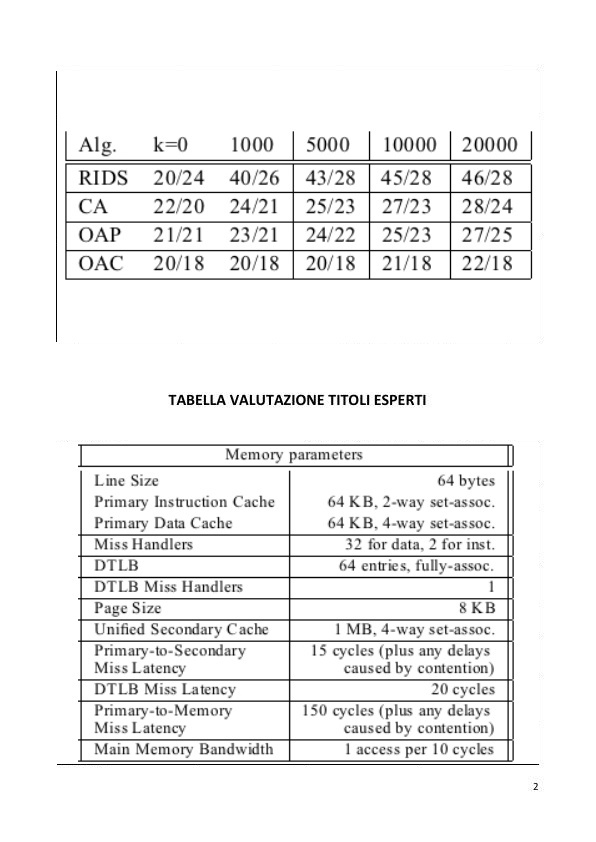 Alg. k=0 1000 5000 10000 20000
RIDS 20/24 40/26 43/28 45/28 46/28
CA 22/20 24/21 25/23 27/23 28/24
OAP 21/21 23/21 24/22 25/23 27/25
OAC 20/18 20/18 20/18 21/18 22/18
TABELLA VALUTAZIONE TITOLI ESPERTI
Memory parameters
Line Size 64 bytes
Primary Instruction Cache 64 KB, 2-way set-assoc.
Primary Data Cache 64 KB, 4-way set-assoc.
Miss Handlers 32 for data, 2 for inst.
DTLB 64 entries, fully-assoc.
DTLB Miss Handlers 1
Page Size 8 KB
Unified Secondary Cache 1 MB, 4-way set-assoc.
Primary-to-Secondary 15 cycles (plus any delays
Miss Latency caused by contention)
DTLB Miss Latency 20 cycles
Primary-to-Memory 150 cycles (plus any delays
Miss Latency caused by contention)
Main Memory Bandwidth 1 access per 10 cycles
2